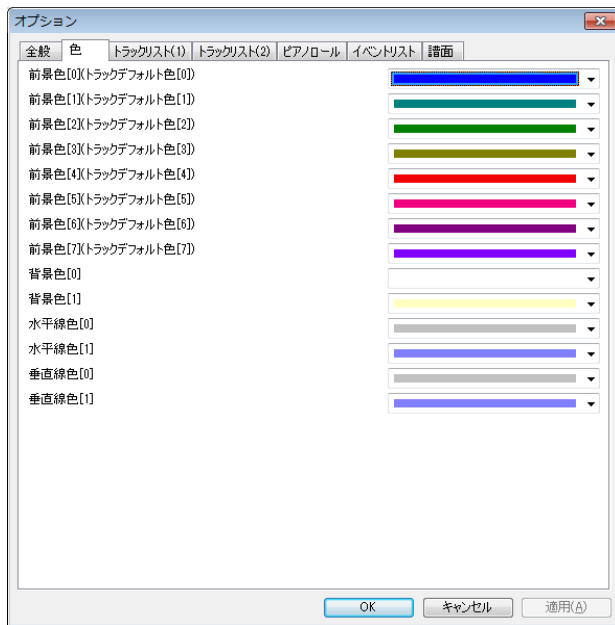 オプション
全般 色 トラックリスト(1) トラックリスト(2) ピアノロール イベントリスト 譜面
前景色[0](トラックデフォルト色[0])
前景色[1](トラックデフォルト色[1])
前景色[2](トラックデフォルト色[2])
前景色[3](トラックデフォルト色[3])
前景色[4](トラックデフォルト色[4])
前景色[5](トラックデフォルト色[5])
前景色[6](トラックデフォルト色[6])
前景色[7](トラックデフォルト色[7])
背景色[0]
背景色[1]
水平線色[0]
水平線色[1]
垂直線色[0]
垂直線色[1]
OK キャンセル 適用(A)